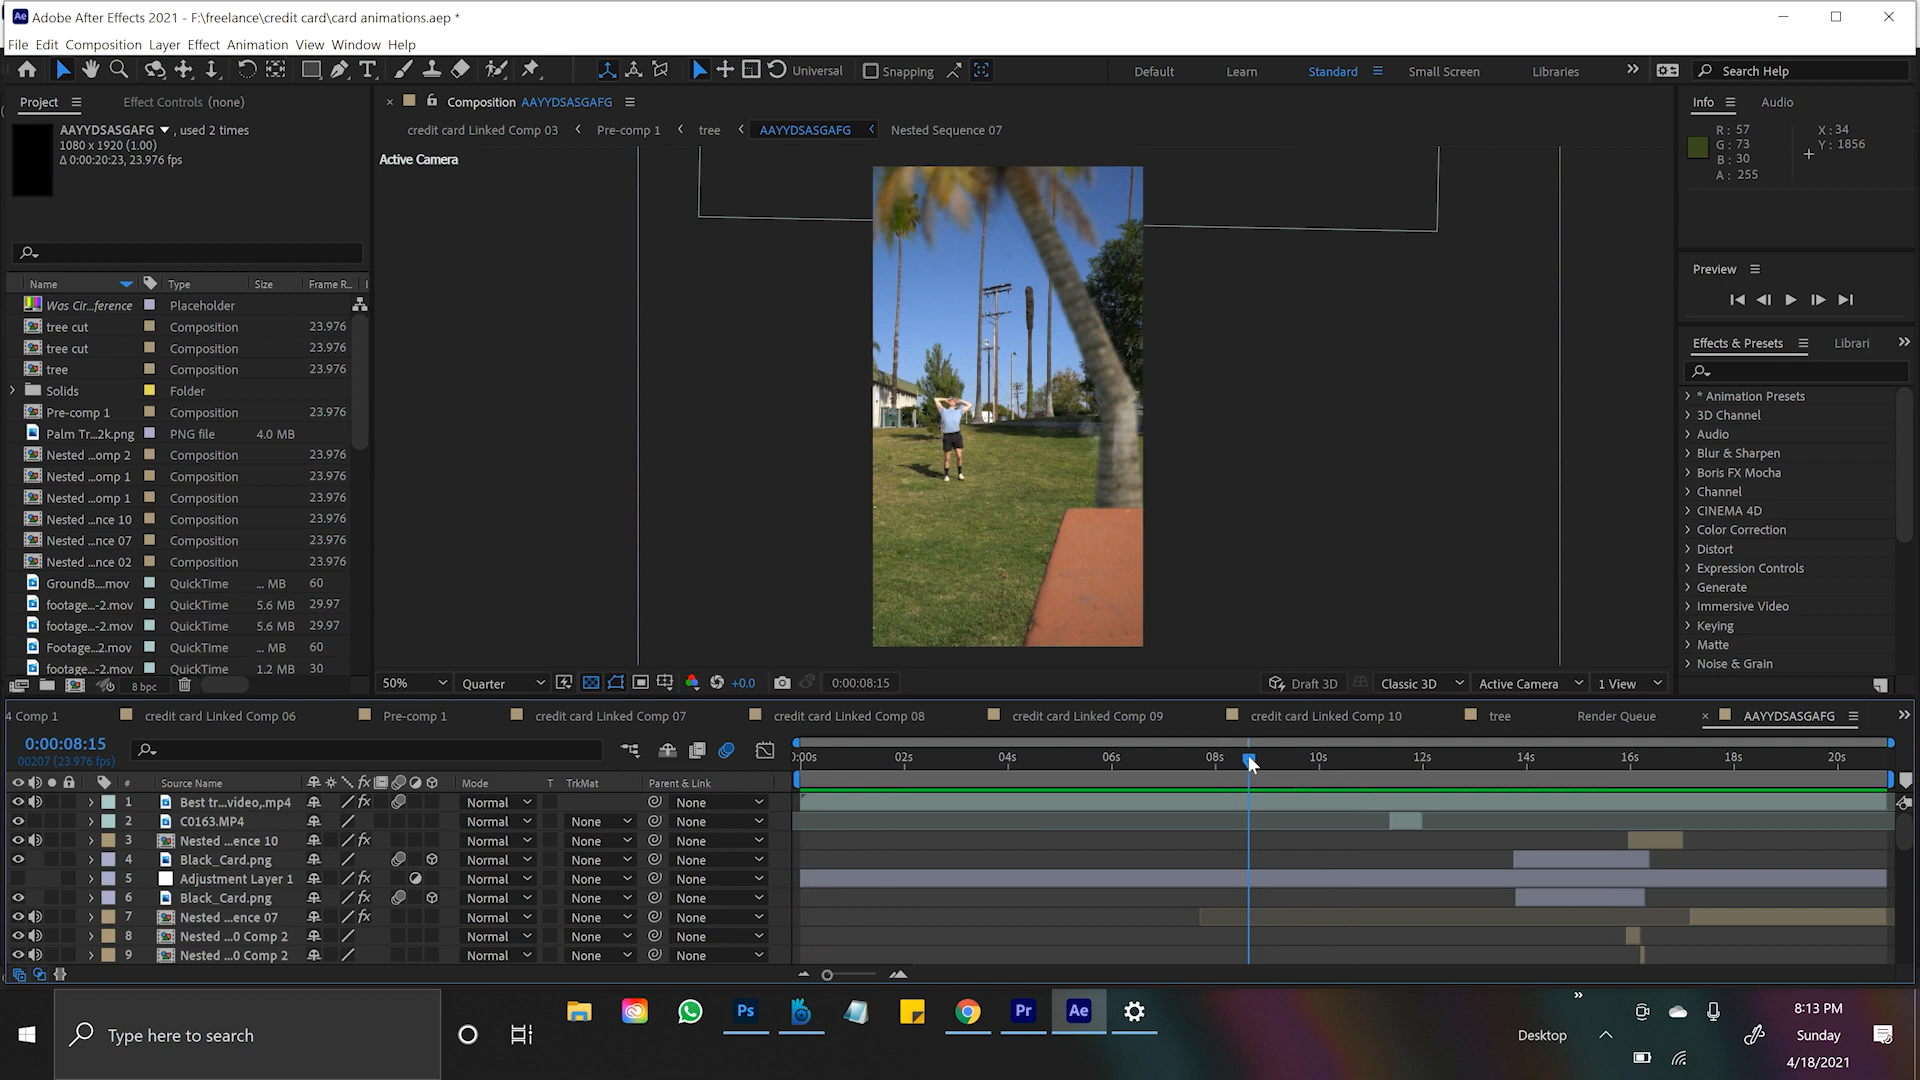 Ae Adobe After Effects 2021 - F:\freelance\credit card\card animations.aep *
File Edit Composition Layer Effect Animation View Window Help
Universal Snapping Default Learn Standard Small Screen Libraries Search Help
Project Effect Controls (none)
AAYYDSASGAFG , used 2 times
1080 x 1920 (1.00)
Δ 0:00:20:23, 23.976 fps
Composition AAYYDSASGAFG
credit card Linked Comp 03 Pre-comp 1 tree AAYYDSASGAFG Nested Sequence 07
Active Camera
Info Audio
R: 57
G: 73
B: 30
A: 255
X: 34
Y: 1856
Preview
Effects & Presets Librari
* Animation Presets
3D Channel
Audio
Blur & Sharpen
Boris FX Mocha
Channel
CINEMA 4D
Color Correction
Distort
Expression Controls
Generate
Immersive Video
Keying
Matte
Noise & Grain
Name Type Size Frame R...
Was Cir...ference Placeholder
tree cut Composition 23.976
tree cut Composition 23.976
tree Composition 23.976
Solids Folder
Pre-comp 1 Composition 23.976
Palm Tr...2k.png PNG file 4.0 MB
Nested ...omp 2 Composition 23.976
Nested ...omp 1 Composition 23.976
Nested ...omp 1 Composition 23.976
Nested ...nce 10 Composition 23.976
Nested ...nce 07 Composition 23.976
Nested ...nce 02 Composition 23.976
GroundB....mov QuickTime ... MB 60
footage...-2.mov QuickTime 5.6 MB 29.97
footage...-2.mov QuickTime 5.6 MB 29.97
Footage...2.mov QuickTime ... MB 60
footage...-2.mov QuickTime 1.2 MB 30
8 bpc
50% Quarter +0.0 0:00:08:15 Draft 3D Classic 3D Active Camera 1 View
4 Comp 1 credit card Linked Comp 06 Pre-comp 1 credit card Linked Comp 07 credit card Linked Comp 08 credit card Linked Comp 09 credit card Linked Comp 10 tree Render Queue AAYYDSASGAFG
0:00:08:15
00207 (23.976 fps)
):00s 02s 04s 06s 08s 10s 12s 14s 16s 18s 20s
# Source Name fx Mode T TrkMat Parent & Link
1 Best tr...video,.mp4 fx Normal None
2 C0163.MP4 Normal None None
3 Nested ...ence 10 fx Normal None None
4 Black_Card.png Normal None None
5 Adjustment Layer 1 fx Normal None None
6 Black_Card.png fx Normal None None
7 Nested ...ence 07 fx Normal None None
8 Nested ...0 Comp 2 Normal None None
9 Nested ...0 Comp 2 Normal None None
Type here to search
Ps
Pr
Ae
Desktop
8:13 PM
Sunday
4/18/2021